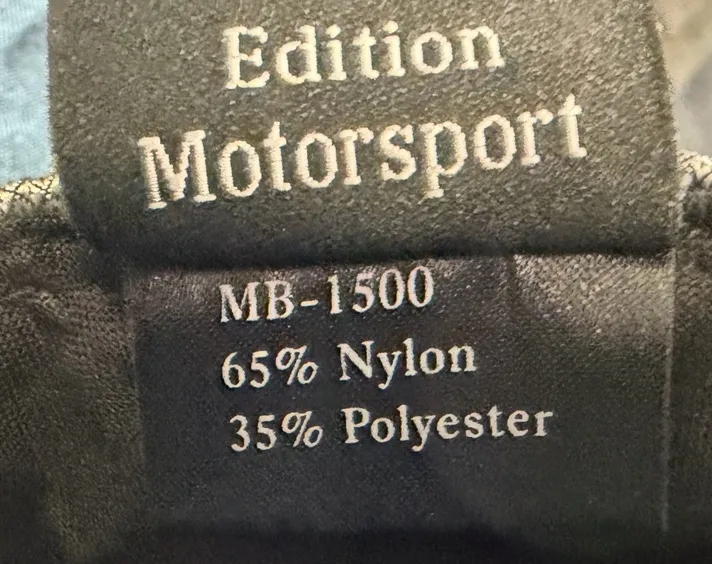 Edition
Motorsport
MB-1500
65% Nylon
35% Polyester